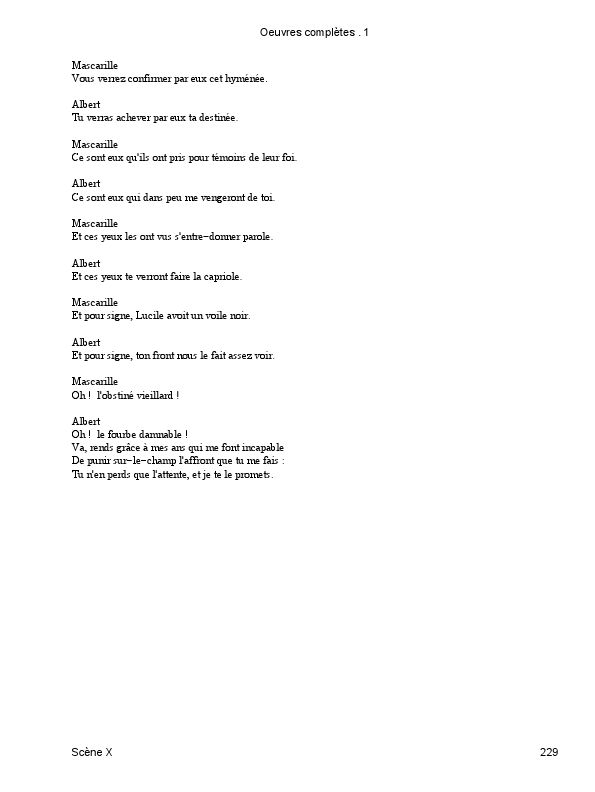 Oeuvres complètes . 1
Mascarille
Vous verrez confirmer par eux cet hyménée.
Albert
Tu verras achever par eux ta destinée.
Mascarille
Ce sont eux qu'ils ont pris pour témoins de leur foi.
Albert
Ce sont eux qui dans peu me vengeront de toi.
Mascarille
Et ces yeux les ont vus s'entre−donner parole.
Albert
Et ces yeux te verront faire la capriole.
Mascarille
Et pour signe, Lucile avoit un voile noir.
Albert
Et pour signe, ton front nous le fait assez voir.
Mascarille
Oh ! l'obstiné vieillard !
Albert
Oh ! le fourbe damnable !
Va, rends grâce à mes ans qui me font incapable
De punir sur−le−champ l'affront que tu me fais :
Tu n'en perds que l'attente, et je te le promets.
Scène X
229